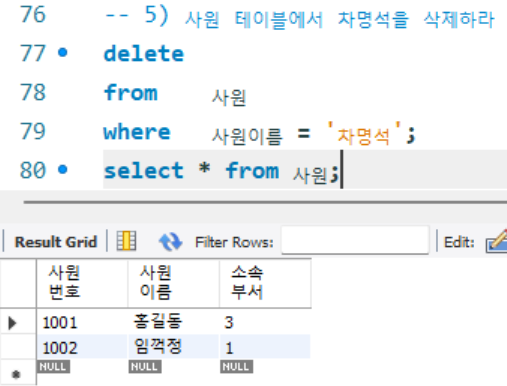 76 -- 5) 사원 테이블에서 차명석을 삭제하라
77 delete
78 from 사원
79 where 사원이름 = '차명석';
80 select * from 사원;
Result Grid Filter Rows: Edit:
사원번호 사원이름 소속부서
1001 홍길동 3
1002 임꺽정 1
NULL NULL NULL